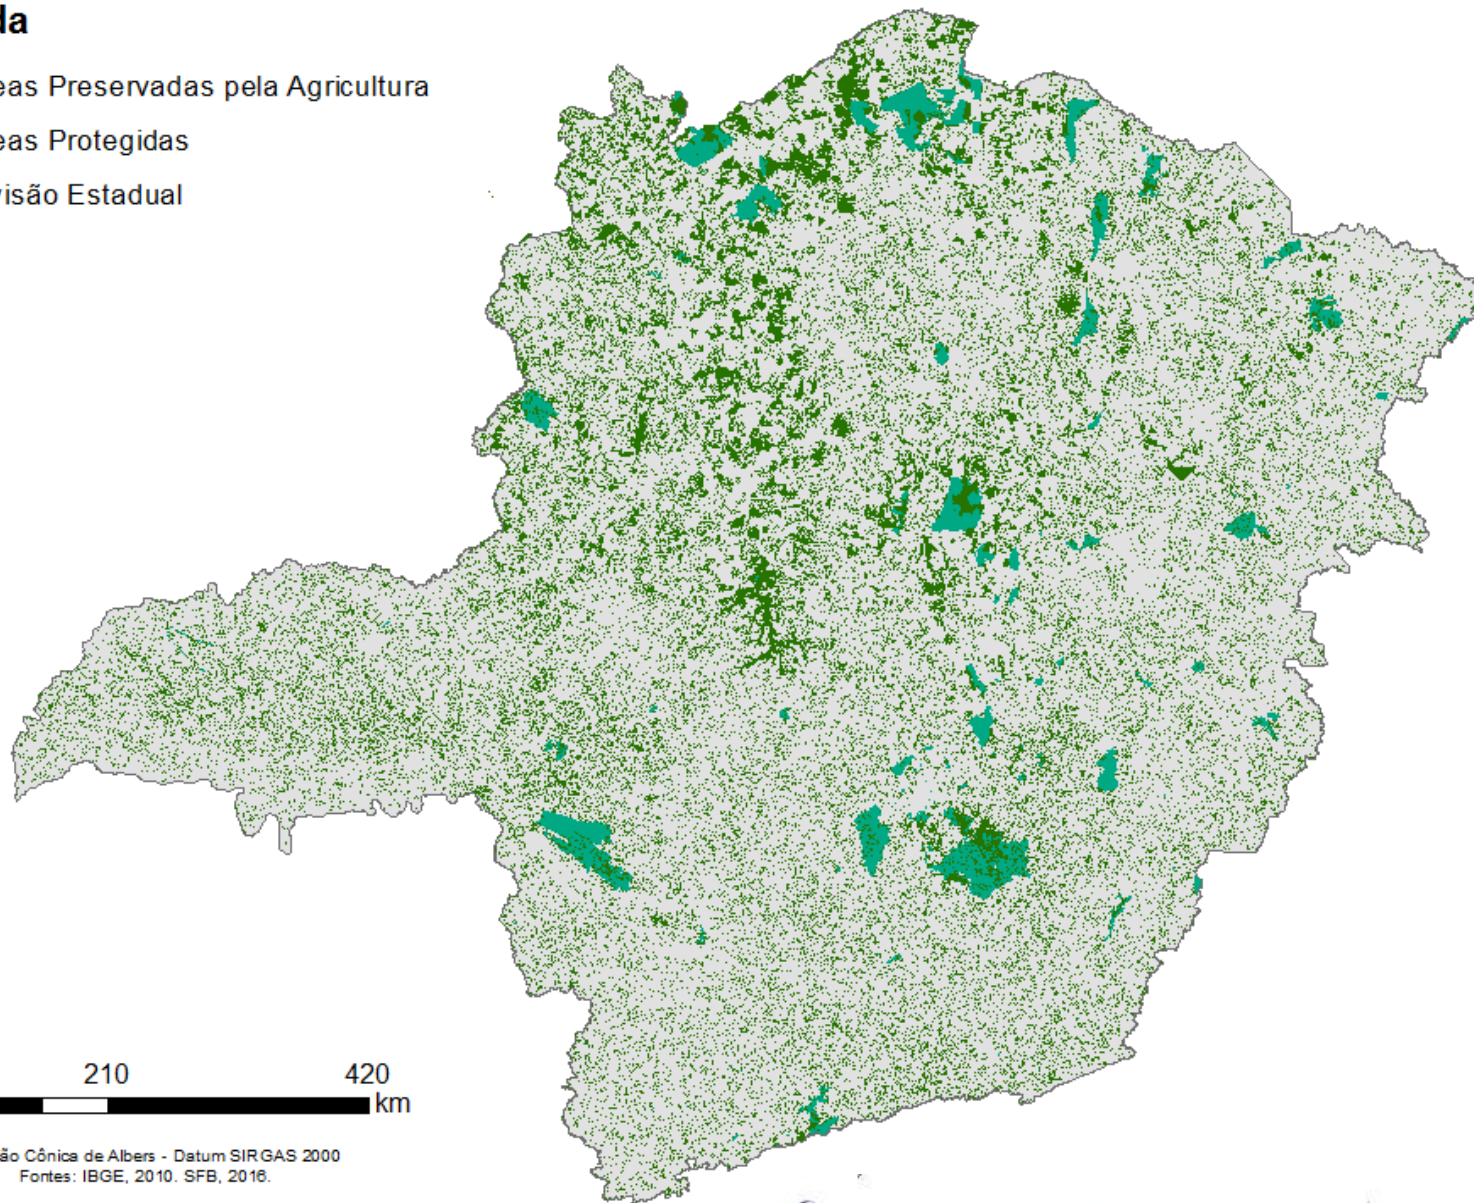 da
eas Preservadas pela Agricultura
eas Protegidas
visão Estadual
210 420
km
ão Cônica de Albers - Datum SIRGAS 2000
Fontes: IBGE, 2010. SFB, 2016.